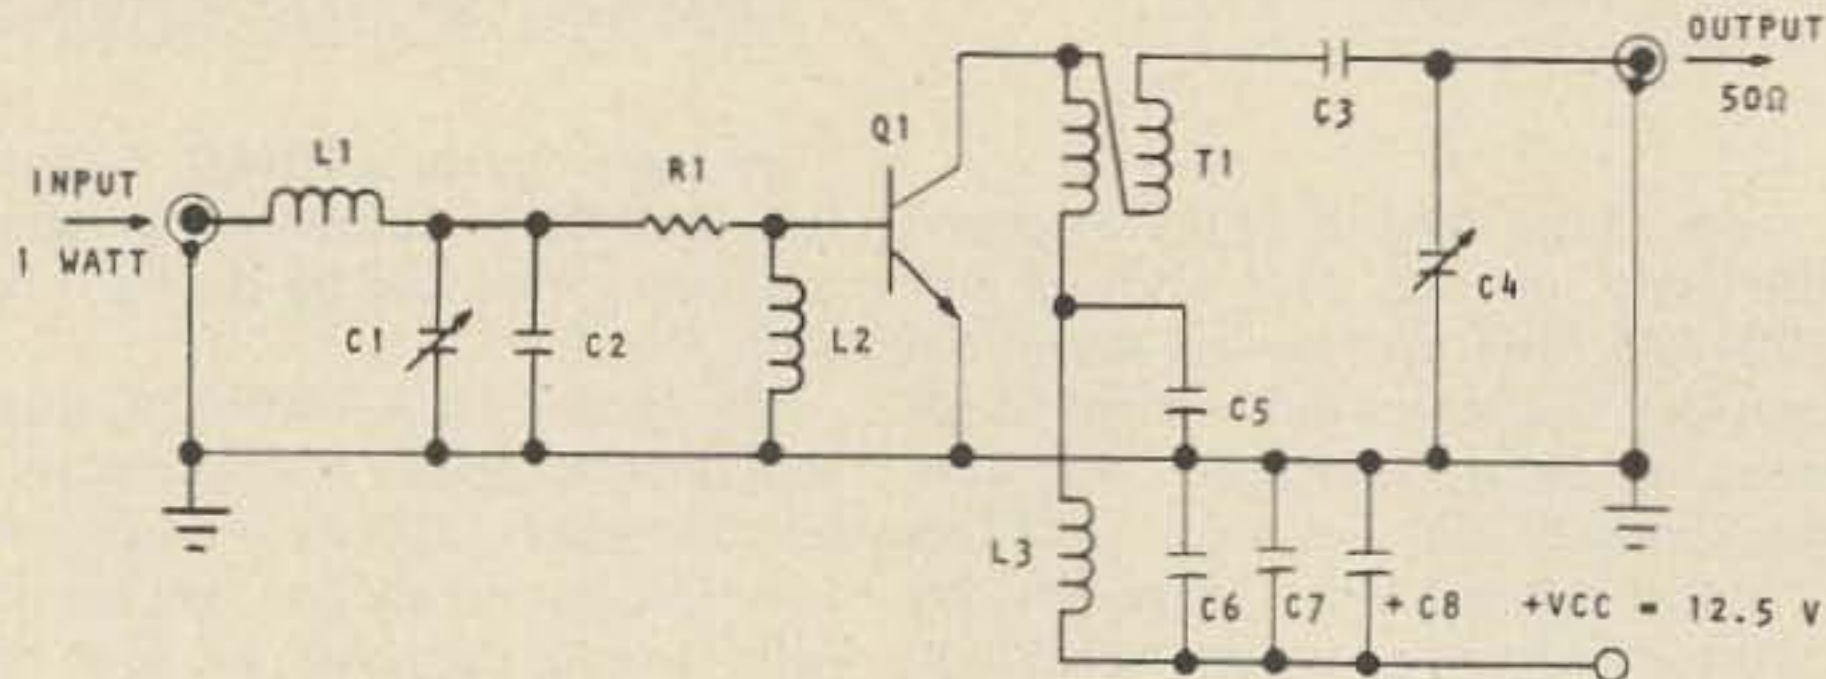 OUTPUT
50Ω
C3
Q1
L1
R1
T1
INPUT
1 WATT
C4
C1
C2
L2
C5
L3
C6
C7
+ C8
+VCC = 12.5 V